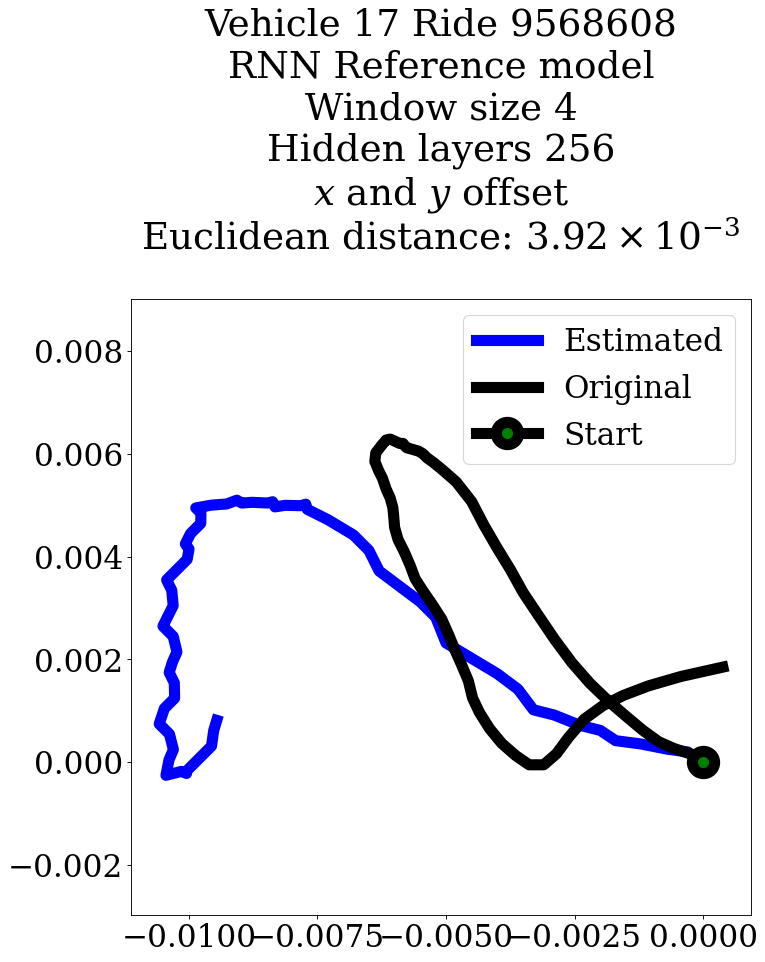 Vehicle 17 Ride 9568608
RNN Reference model
Window size 4
Hidden layers 256
x and y offset
Euclidean distance: 3.92 × 10⁻³
Estimated
Original
Start
0.008
0.006
0.004
0.002
0.000
−0.002
−0.0100 −0.0075 −0.0050 −0.0025 0.0000